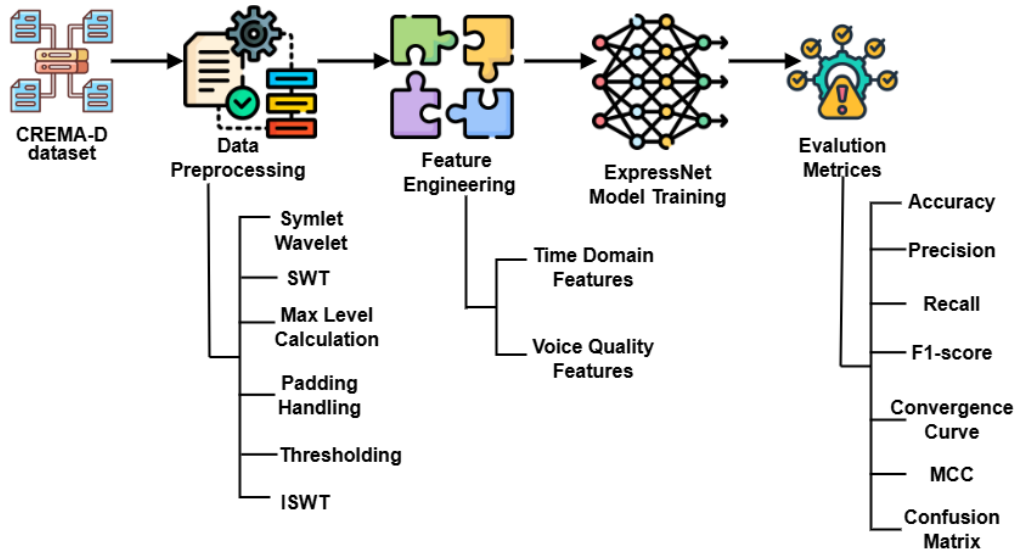 CREMA-D
dataset
Data
Preprocessing
Symlet
Wavelet
SWT
Max Level
Calculation
Padding
Handling
Thresholding
ISWT
Feature
Engineering
Time Domain
Features
Voice Quality
Features
ExpressNet
Model Training
Evalution
Metrices
Accuracy
Precision
Recall
F1-score
Convergence
Curve
MCC
Confusion
Matrix